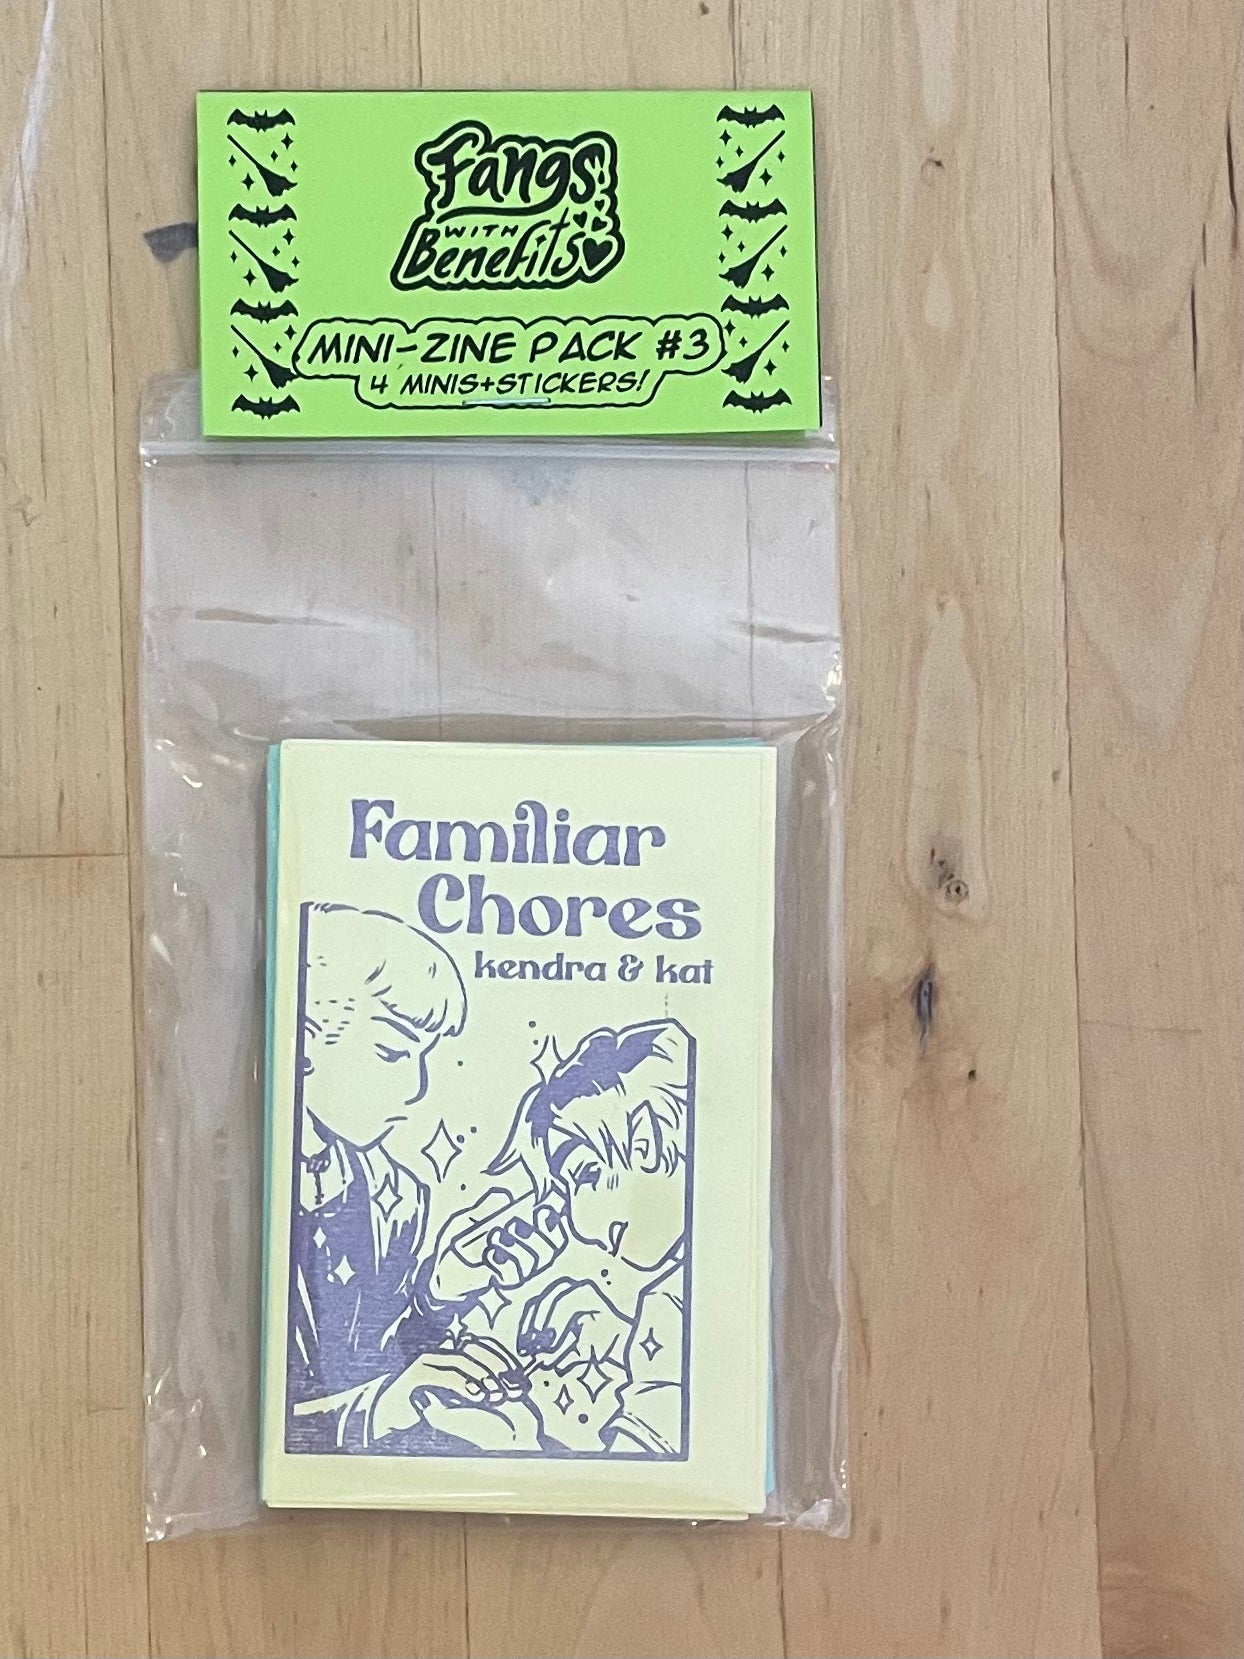 Fangs
WITH
Benefits
MINI-ZINE PACK #3
4 MINIS+STICKERS!
Familiar
Chores
kendra & kat